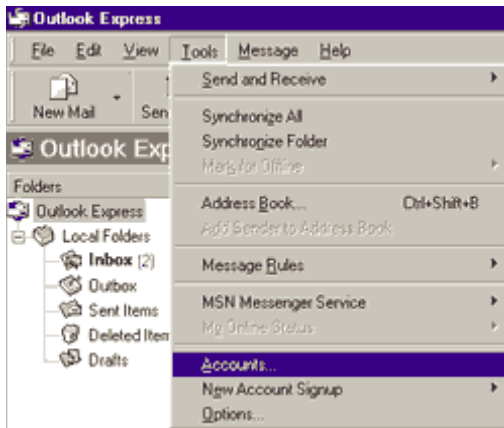 Outlook Express
File Edit View Tools Message Help
New Mail Sen
Outlook Exp
Folders
Outlook Express
Local Folders
Inbox (2)
Outbox
Sent Items
Deleted Item
Drafts
Send and Receive
Synchronize All
Synchronize Folder
Mark for Offline
Address Book... Ctrl+Shift+B
Add Sender to Address Book
Message Rules
MSN Messenger Service
My Online Status
Accounts...
New Account Signup
Options...